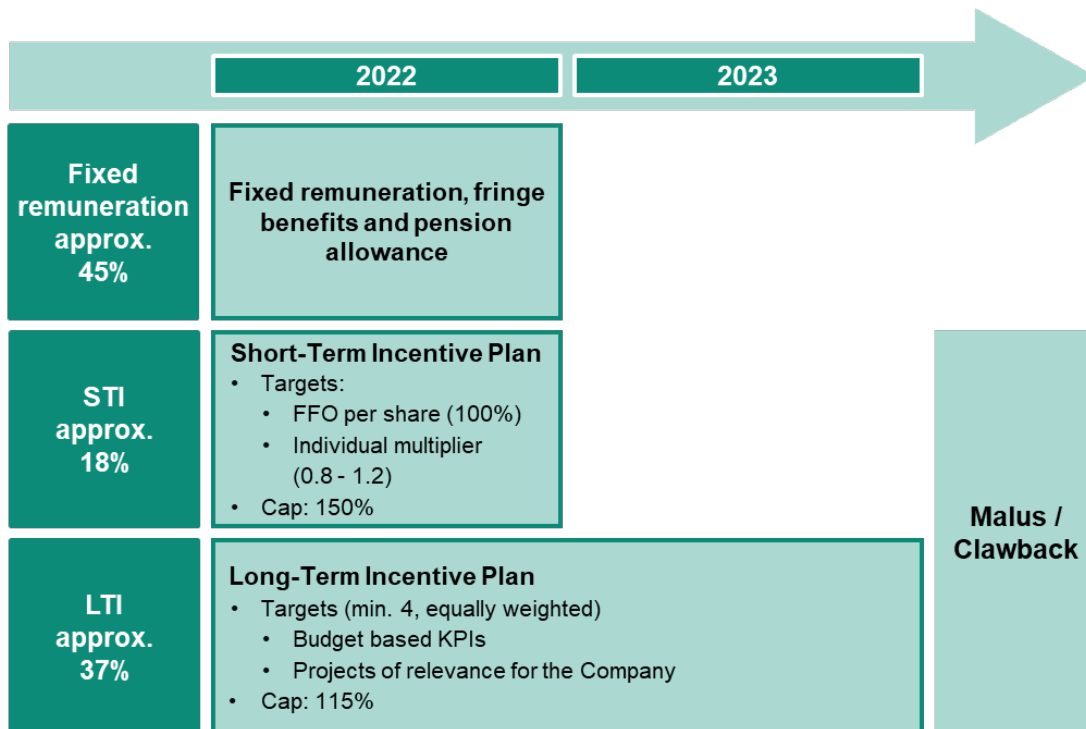 2022
2023
Fixed
remuneration
approx.
45%
Fixed remuneration, fringe
benefits and pension
allowance
STI
approx.
18%
Short-Term Incentive Plan
• Targets:
• FFO per share (100%)
• Individual multiplier
(0.8 - 1.2)
• Cap: 150%
Malus /
Clawback
LTI
approx.
37%
Long-Term Incentive Plan
• Targets (min. 4, equally weighted)
• Budget based KPIs
• Projects of relevance for the Company
• Cap: 115%